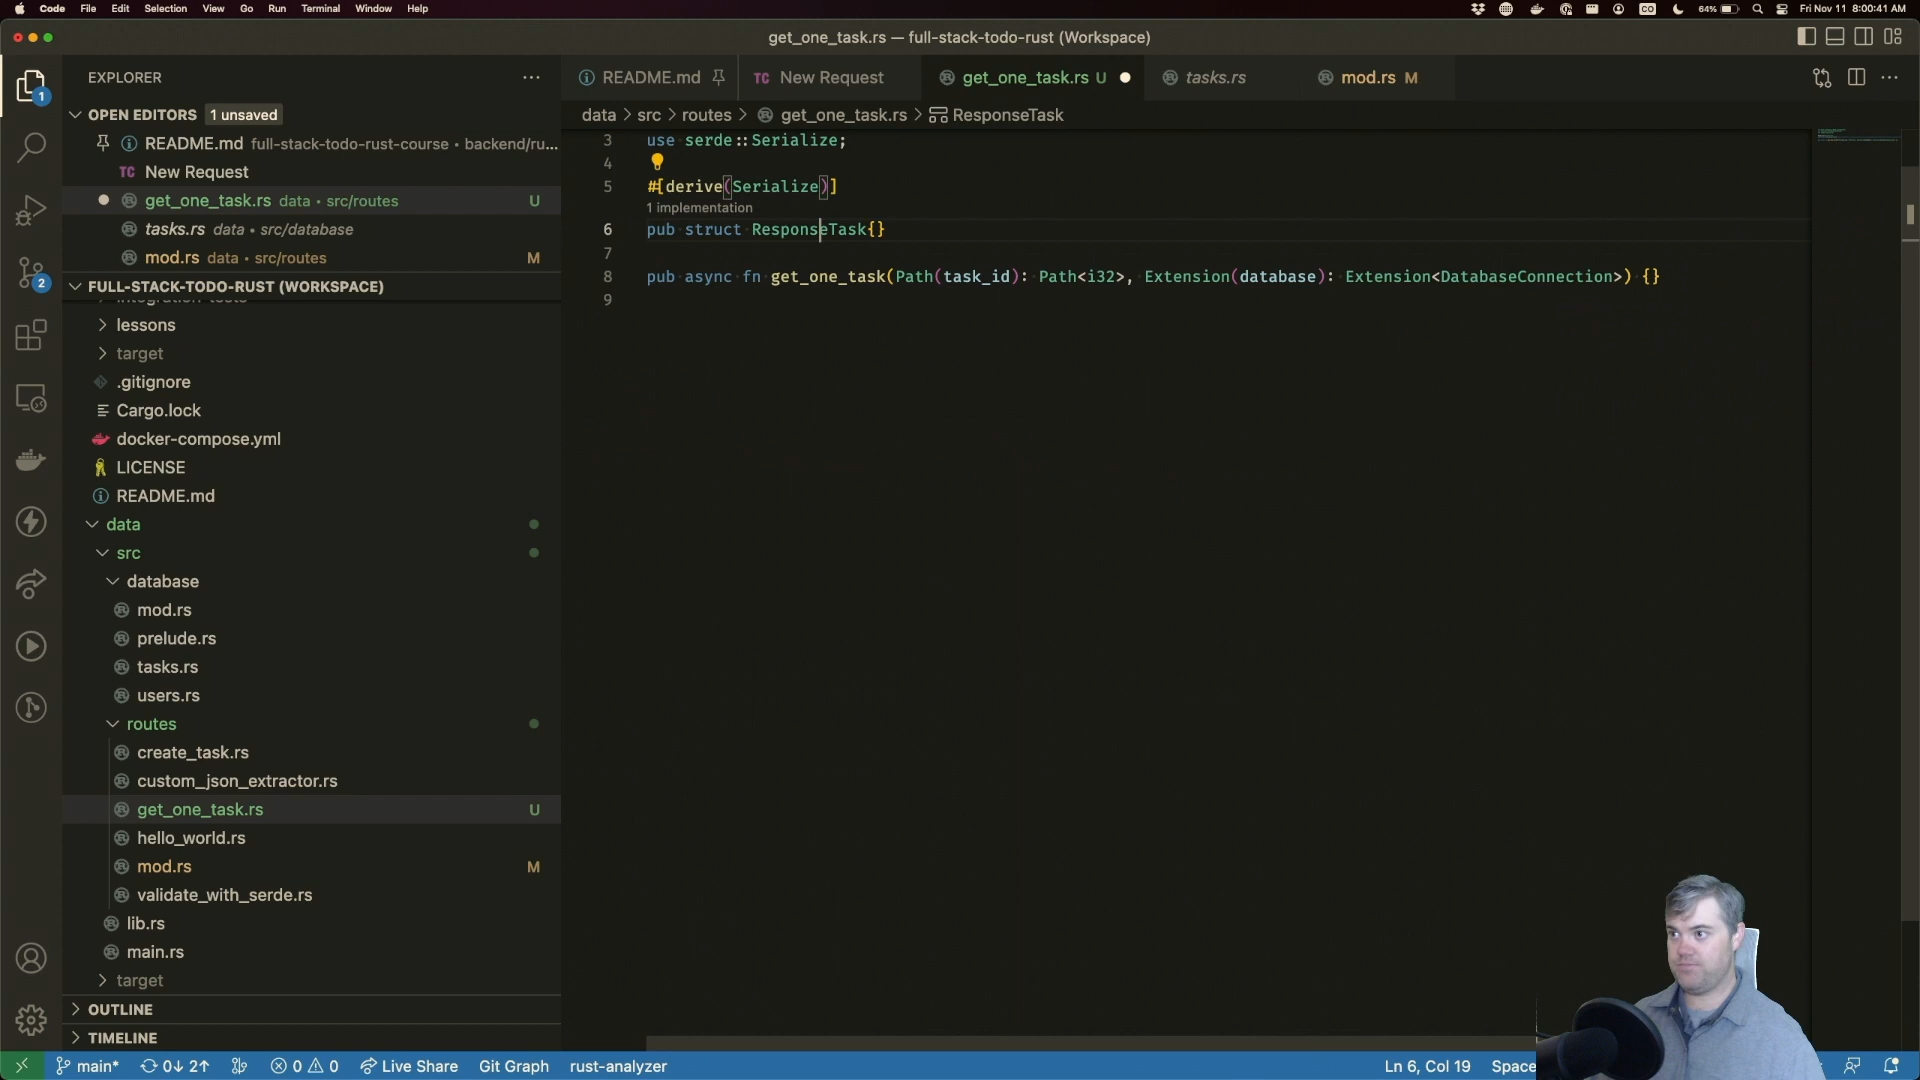 Code File Edit Selection View Go Run Terminal Window Help
CO 64% Fri Nov 11 8:00:41 AM
get_one_task.rs — full-stack-todo-rust (Workspace)
1
EXPLORER
README.md
TC New Request
get_one_task.rs U
tasks.rs
mod.rs M
OPEN EDITORS 1 unsaved
README.md full-stack-todo-rust-course • backend/ru...
TC New Request
get_one_task.rs data • src/routes U
tasks.rs data • src/database
mod.rs data • src/routes M
2
FULL-STACK-TODO-RUST (WORKSPACE)
integration-tests
lessons
target
.gitignore
Cargo.lock
docker-compose.yml
LICENSE
README.md
data
src
database
mod.rs
prelude.rs
tasks.rs
users.rs
routes
create_task.rs
custom_json_extractor.rs
get_one_task.rs U
hello_world.rs
mod.rs M
validate_with_serde.rs
lib.rs
main.rs
target
OUTLINE
TIMELINE
data > src > routes > get_one_task.rs > ResponseTask
3 use serde::Serialize;
4
5 #[derive(Serialize)]
1 implementation
6 pub struct ResponseTask{}
7
8 pub async fn get_one_task(Path(task_id): Path<i32>, Extension(database): Extension<DatabaseConnection>) {}
9
main* 0↓ 2↑ 0 0 Live Share Git Graph rust-analyzer Ln 6, Col 19 Space